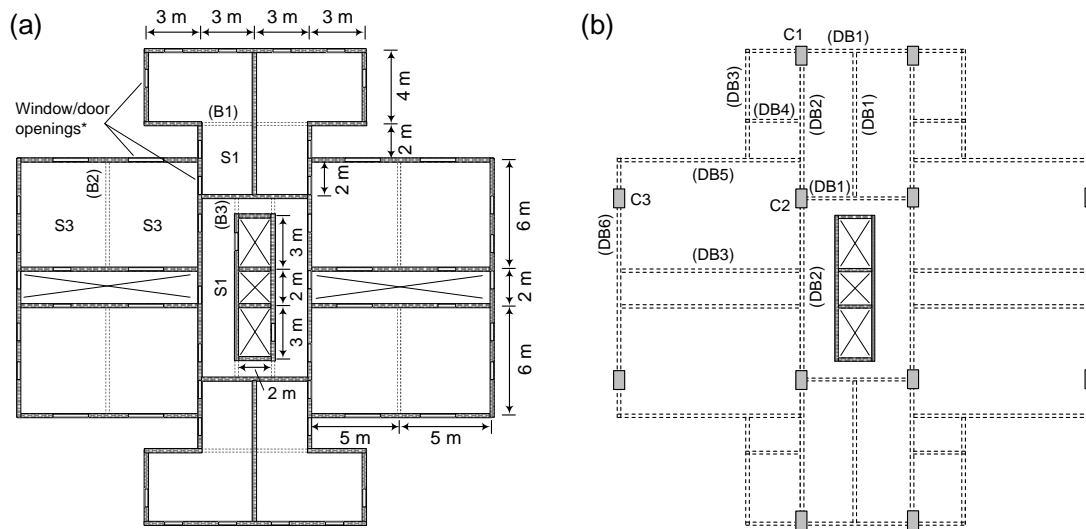 (a)
3 m
3 m
3 m
3 m
Window/door
openings*
(B1)
S1
4 m
2 m
2 m
(B2)
S3
S3
(B3)
S1
3 m
2 m
3 m
2 m
6 m
2 m
6 m
5 m
5 m
(b)
C1
(DB1)
(DB3)
(DB4)
(DB2)
(DB1)
(DB5)
(DB1)
C3
C2
(DB6)
(DB3)
(DB2)